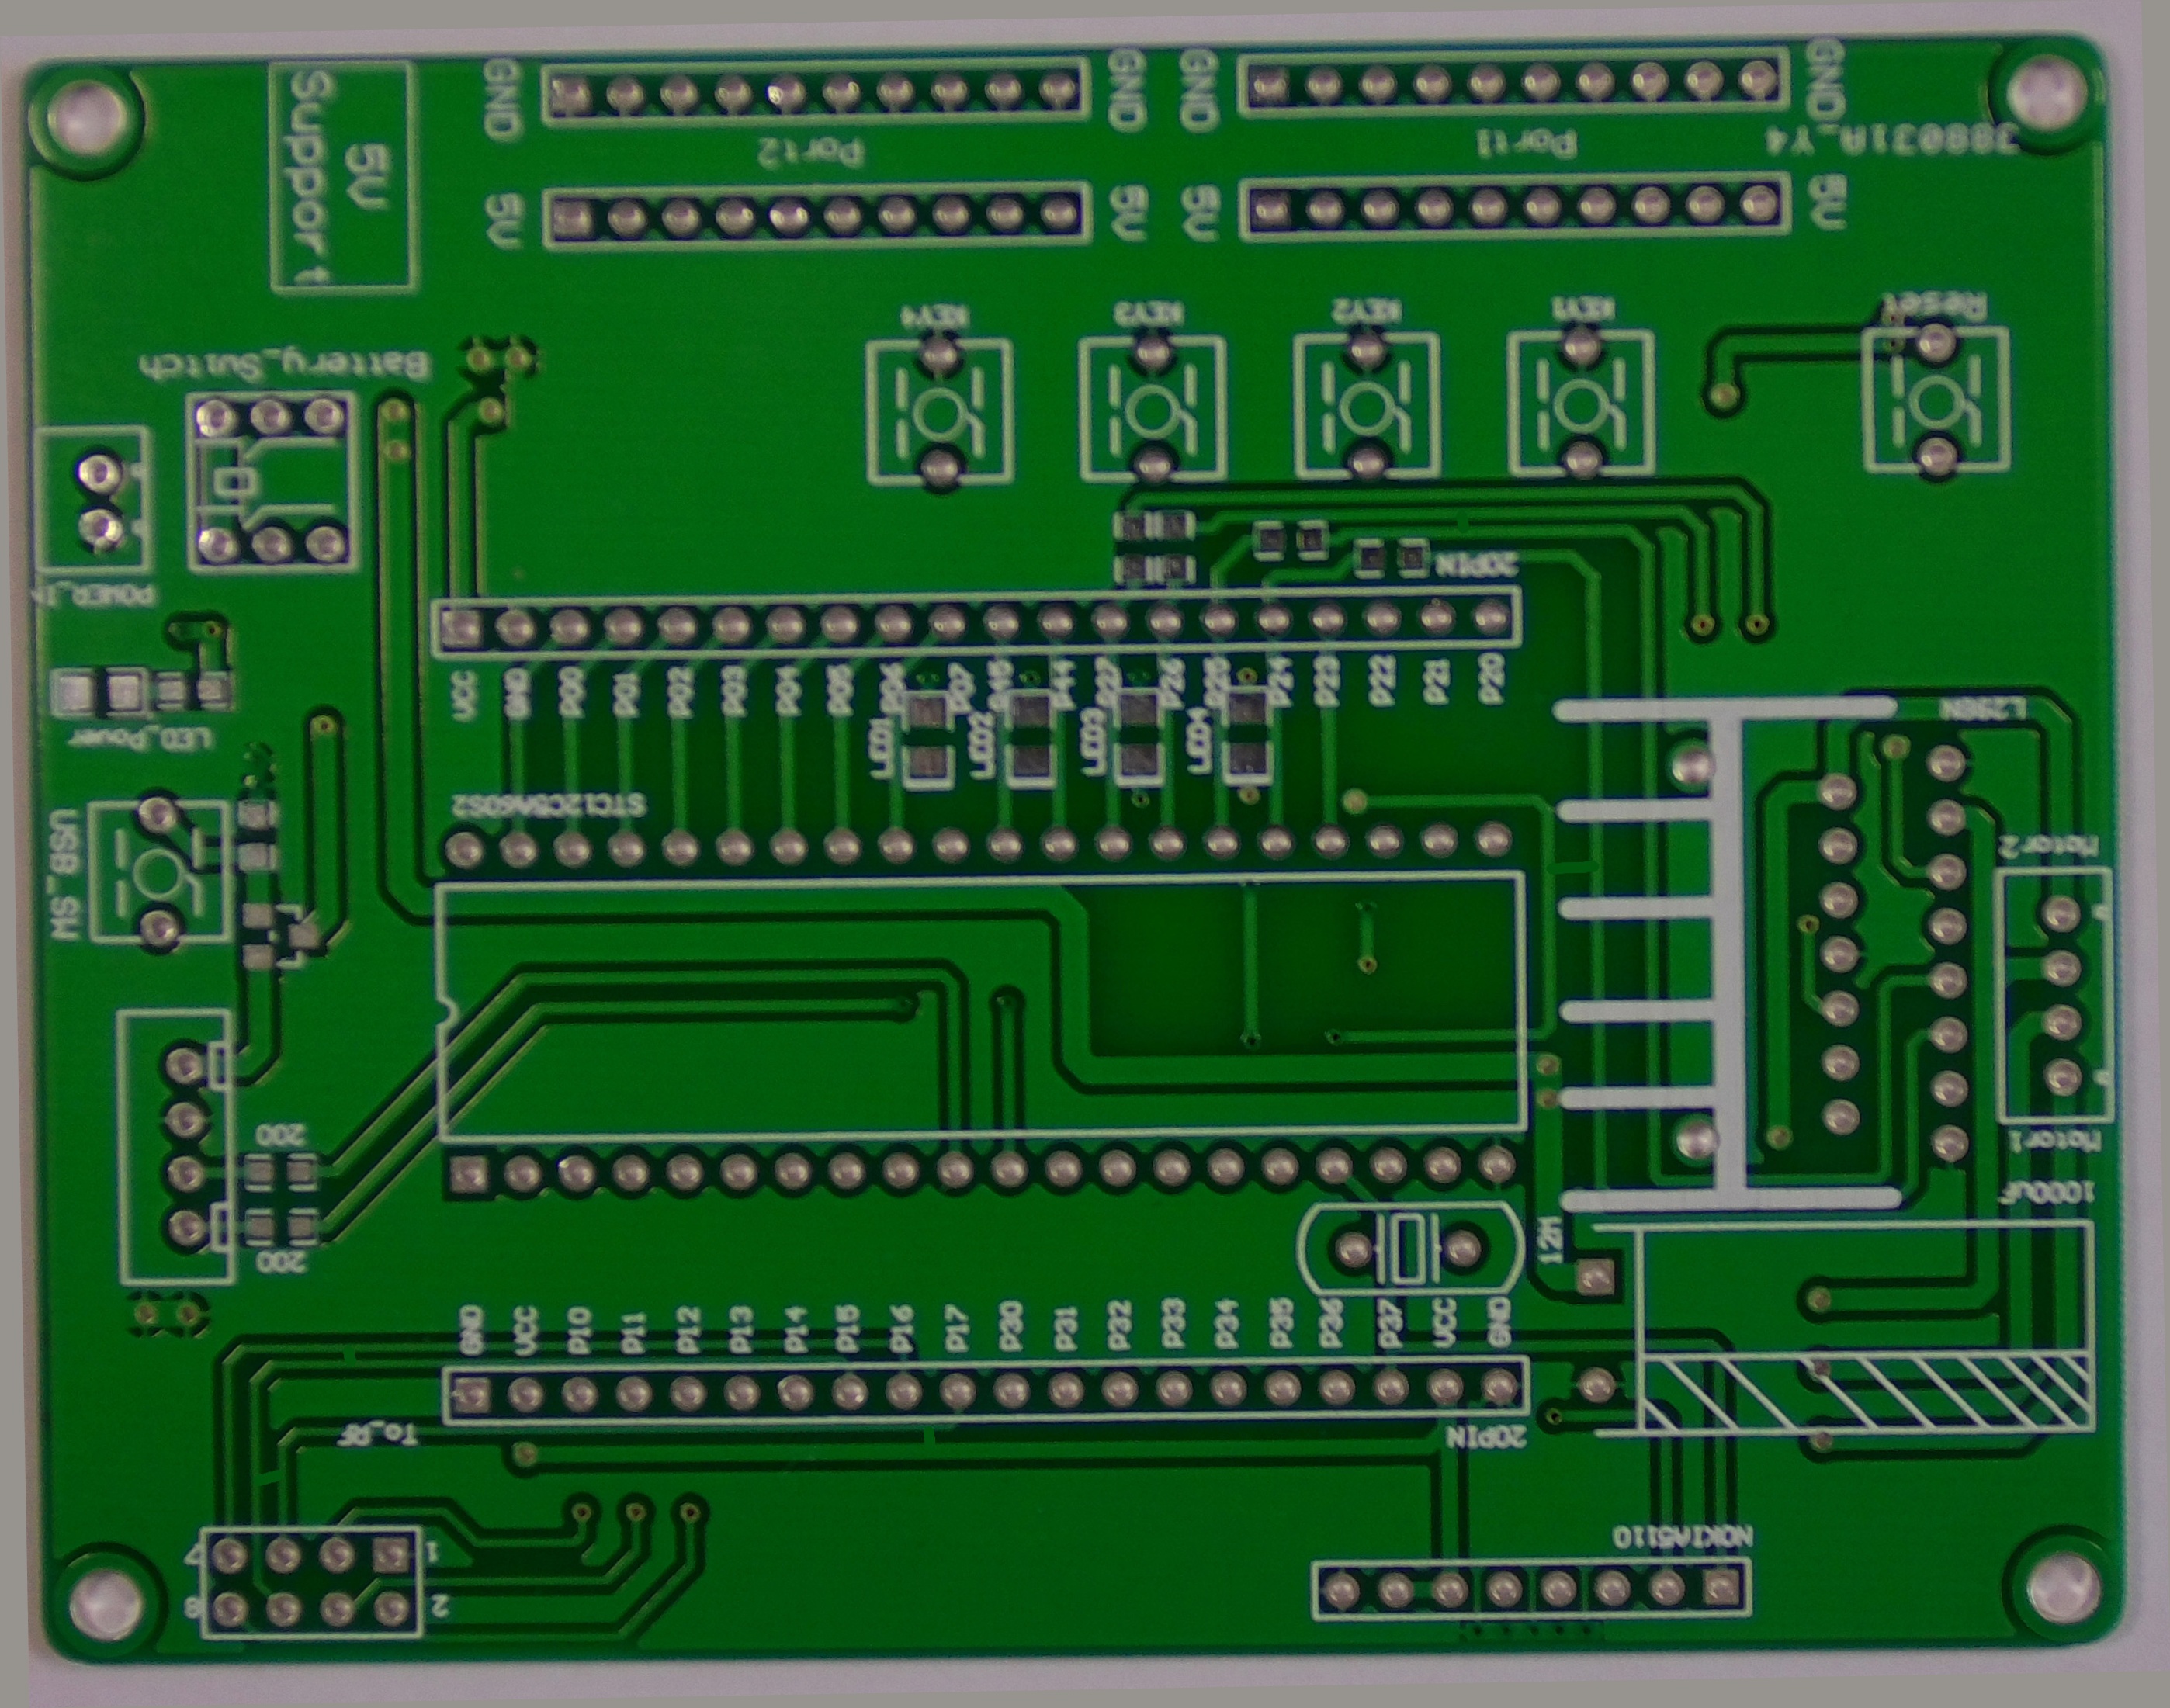 GND
GND
GND
GND
Support
5V
Port2
Port1
398031A_Y4
5V
5V
5V
5V
KEY4
KEY3
KEY2
KEY1
Reset
Battery_Switch
20PIN
POWER_IN
VCC
GND
P00
P01
P02
P03
P04
P05
P06
P07
P45
P44
P27
P26
P25
P24
P23
P22
P21
P20
LED_Power
LED1
LED2
LED3
LED4
L298N
STC12C5A60S2
USB_SW
Motor2
Motor1
200
200
1000uF
12M
GND
VCC
P10
P11
P12
P13
P14
P15
P16
P17
P30
P31
P32
P33
P34
P35
P36
P37
VCC
GND
To_RF
20PIN
NOKIA5110
7
1
8
2